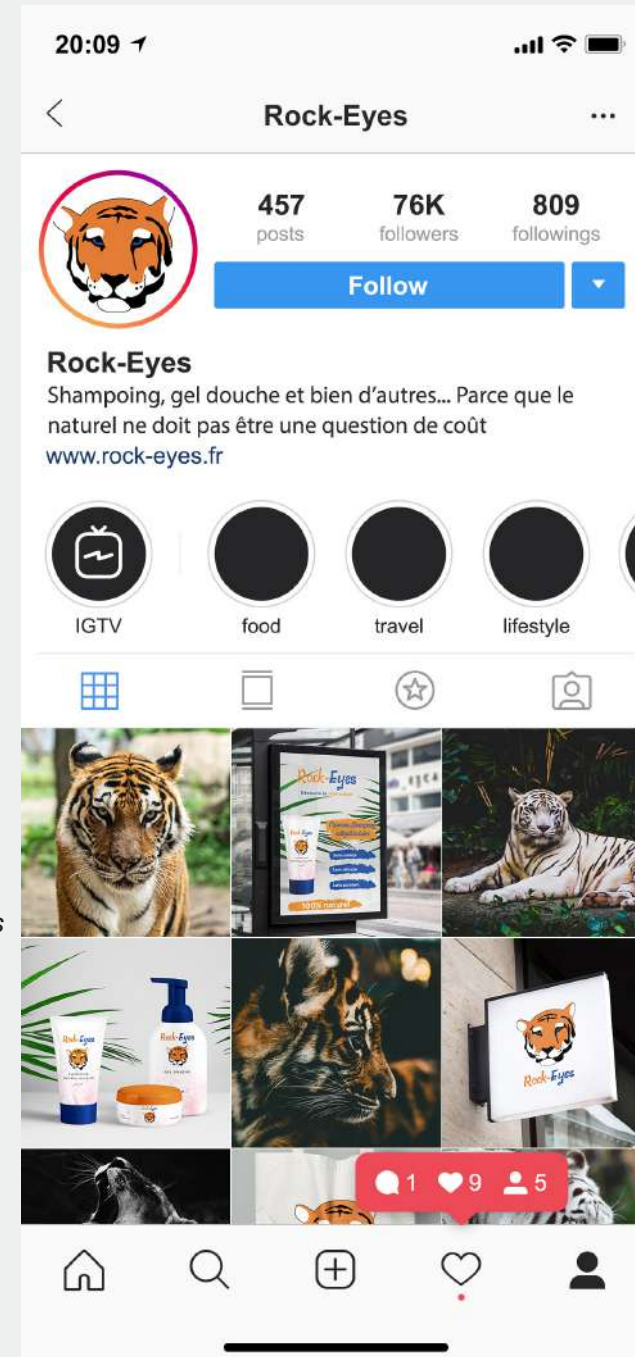 20:09
Rock-Eyes
457
76K
809
posts
followers
followings
Follow
Rock-Eyes
Shampoing, gel douche et bien d'autres... Parce que le
naturel ne doit pas être une question de coût
www.rock-eyes.fr
IGTV
food
travel
lifestyle
Rock-Eyes
100% naturel
Rock-Eyes
Rock-Eyes
Rock-Eyes
1
9
5
s